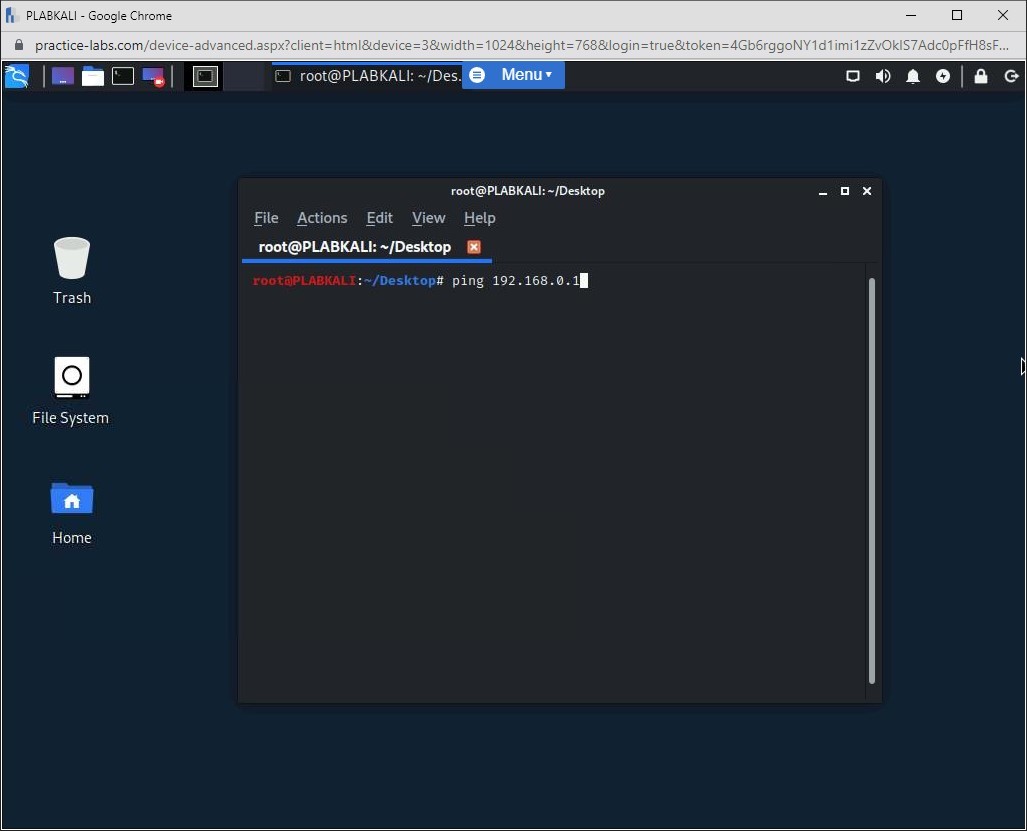 PLABKALI - Google Chrome
practice-labs.com/device-advanced.aspx?client=html&device=3&width=1024&height=768&login=true&token=4Gb6rggoNY1d1imi1zZvOkIS7Adc0pFfH8sF...
root@PLABKALI: ~/Des.
Menu
root@PLABKALI: ~/Desktop
File Actions Edit View Help
root@PLABKALI: ~/Desktop
root@PLABKALI:~/Desktop# ping 192.168.0.1
Trash
File System
Home